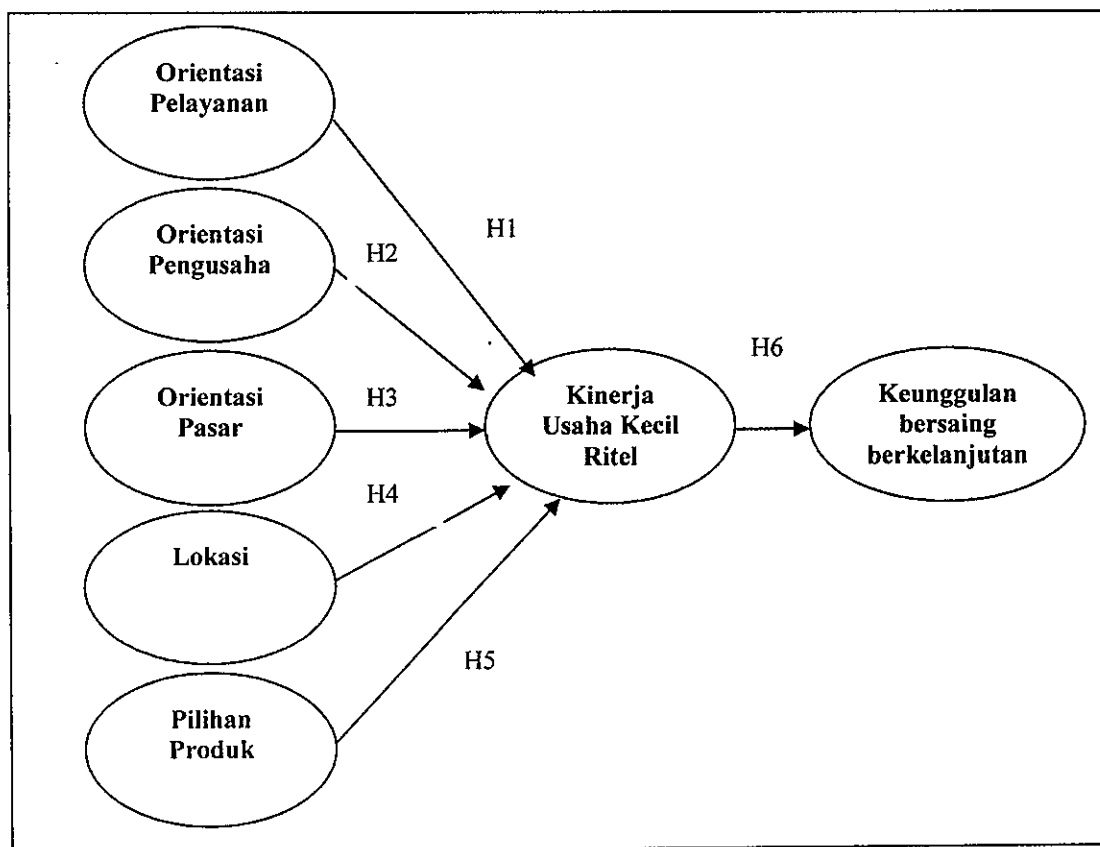 Orientasi
Pelayanan
H1
Orientasi
Pengusaha
H2
Orientasi
Pasar
H3
H6
Kinerja
Usaha Kecil
Ritel
Keunggulan
bersaing
berkelanjutan
H4
Lokasi
H5
Pilihan
Produk